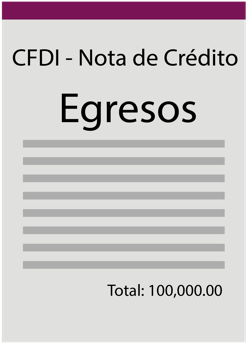 CFDI - Nota de Crédito
Egresos
Total: 100,000.00